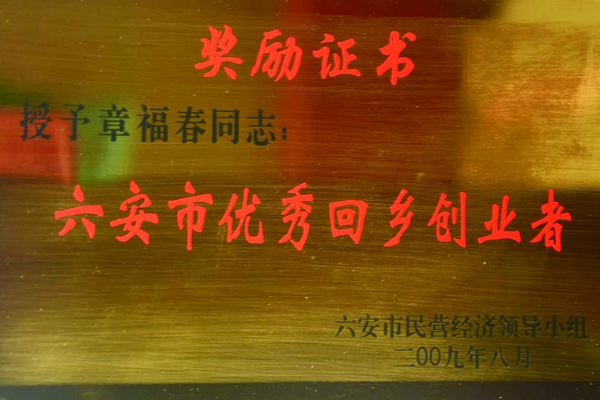 奖励证书
授予章福春同志：
六安市优秀回乡创业者
六安市民营经济领导小组
二00九年八月